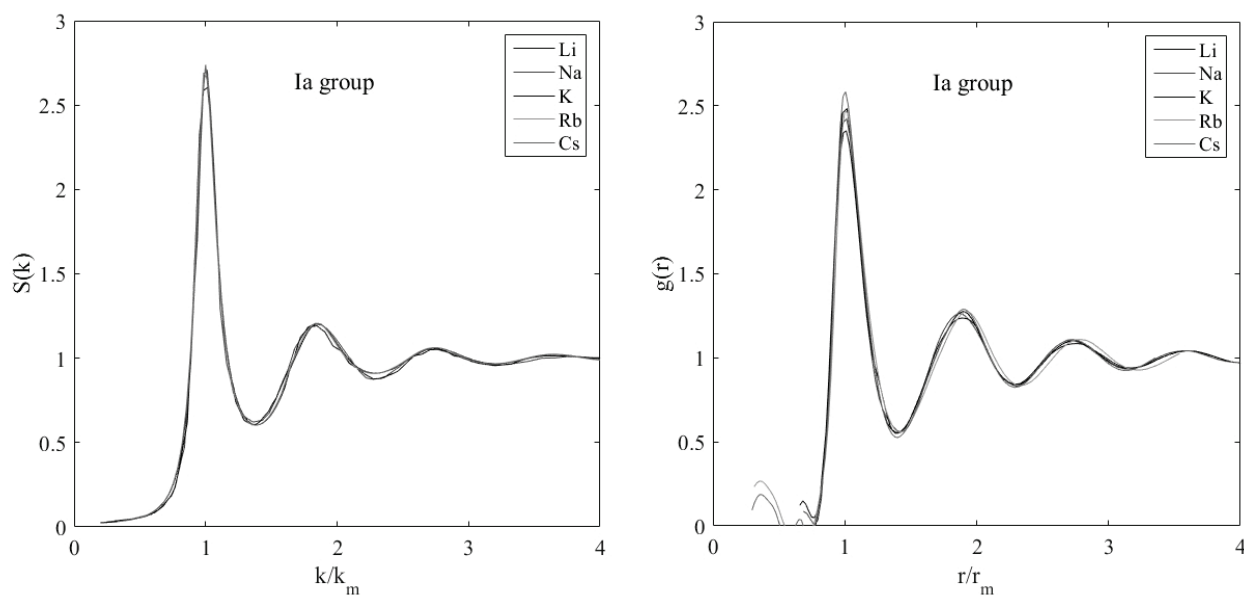 3
2.5
2
1.5
1
0.5
0
S(k)
Ia group
Li
Na
K
Rb
Cs
0 1 2 3 4
k/k_m
3
2.5
2
1.5
1
0.5
0
g(r)
Ia group
Li
Na
K
Rb
Cs
0 1 2 3 4
r/r_m